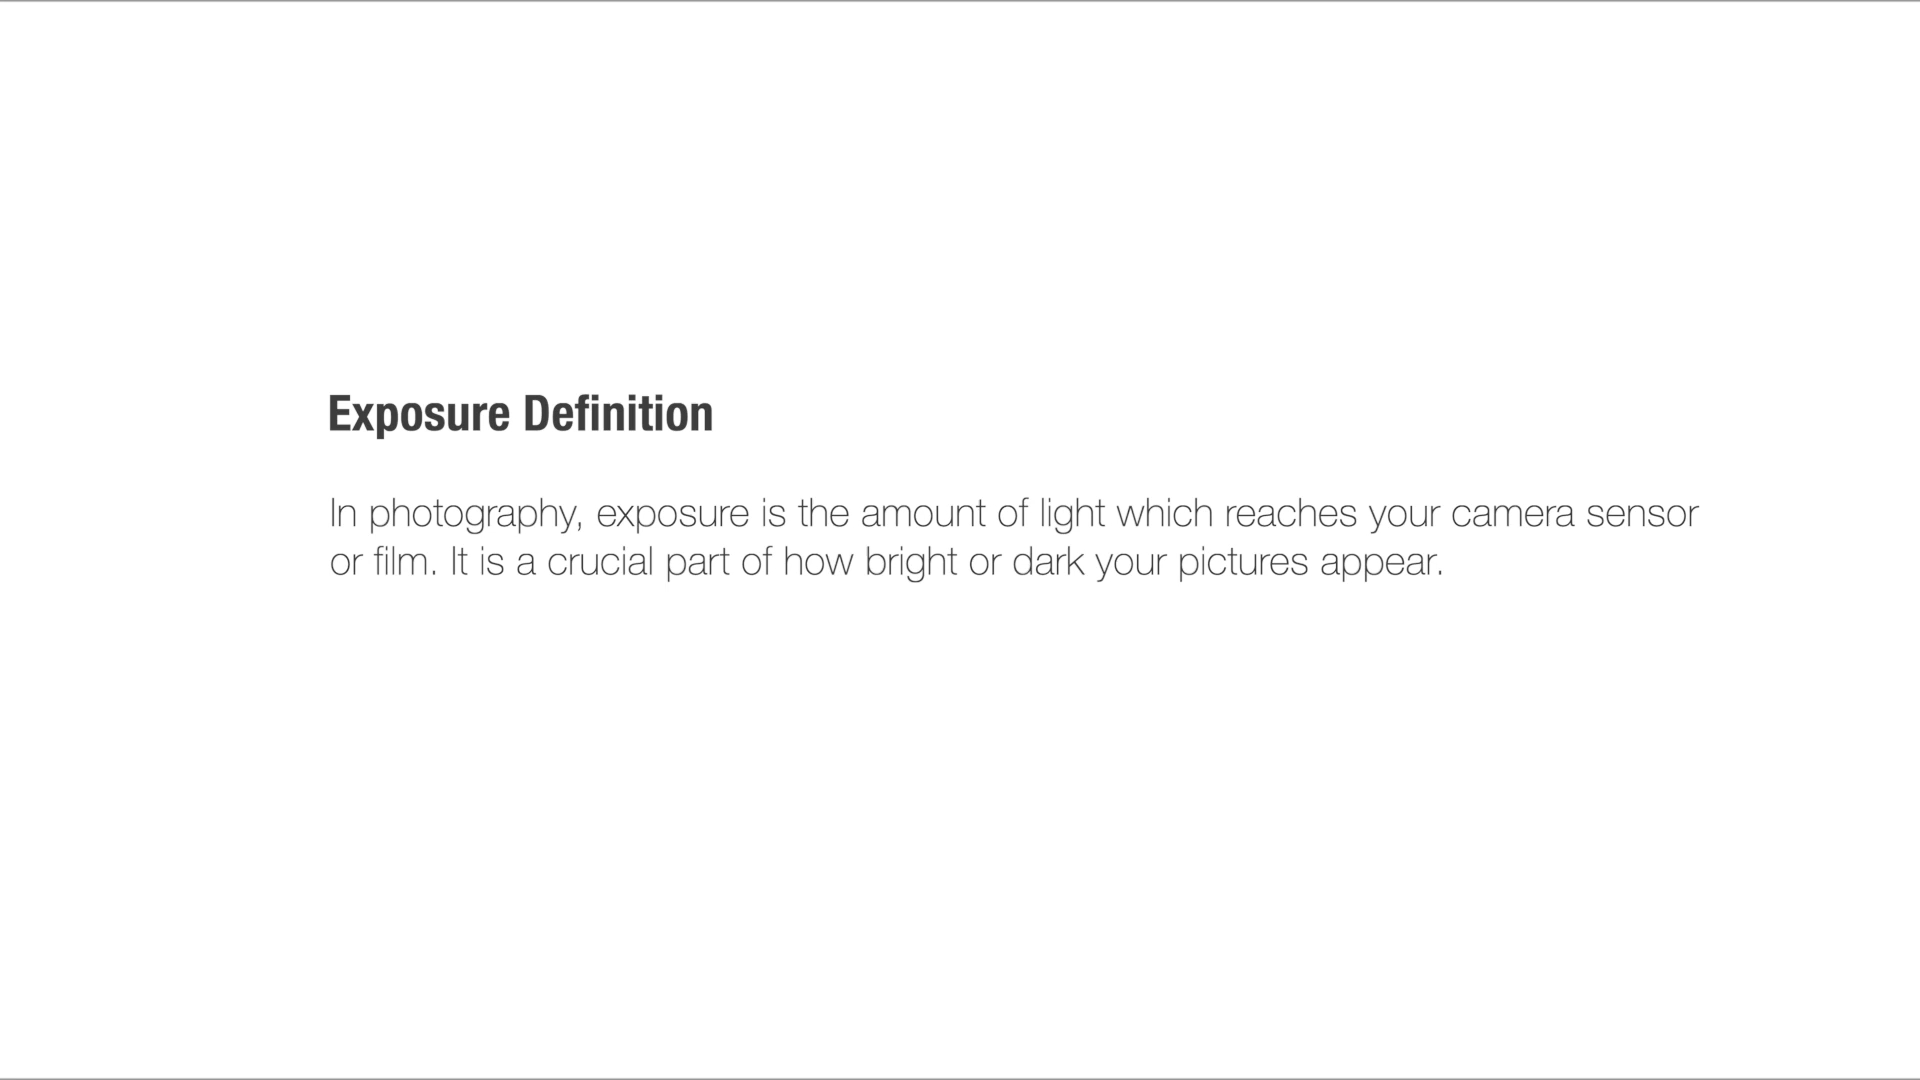 Exposure Definition
In photography, exposure is the amount of light which reaches your camera sensor
or film. It is a crucial part of how bright or dark your pictures appear.